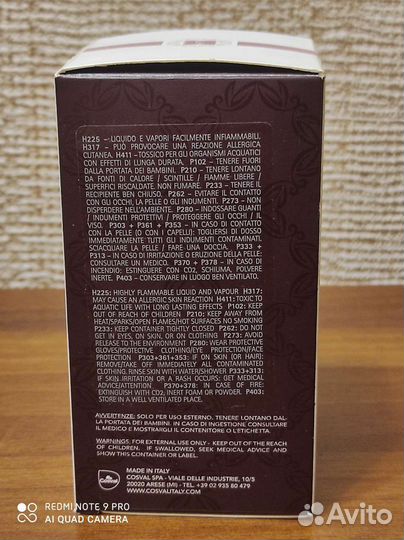 H225 – LIQUIDO E VAPORI FACILMENTE INFIAMMABILI.
H317 – PUÒ PROVOCARE UNA REAZIONE ALLERGICA
CUTANEA. H411 – TOSSICO PER GLI ORGANISMI ACQUATICI
CON EFFETTI DI LUNGA DURATA. P102 – TENERE FUORI
DALLA PORTATA DEI BAMBINI. P210 – TENERE LONTANO
DA FONTI DI CALORE / SCINTILLE / FIAMME LIBERE /
SUPERFICI RISCALDATE. NON FUMARE. P233 – TENERE IL
RECIPIENTE BEN CHIUSO. P262 – EVITARE IL CONTATTO
CON GLI OCCHI, LA PELLE O GLI INDUMENTI. P273 – NON
DISPERDERE NELL'AMBIENTE. P280 – INDOSSARE GUANTI
/ INDUMENTI PROTETTIVI / PROTEGGERE GLI OCCHI / IL
VISO. P303 + P361 + P353 – IN CASO DI CONTATTO
CON LA PELLE (O CON I CAPELLI): TOGLIERSI DI DOSSO
IMMEDIATAMENTE TUTTI GLI INDUMENTI CONTAMINATI.
SCIACQUARE LA PELLE / FARE UNA DOCCIA. P333 +
P313 – IN CASO DI IRRITAZIONE O ERUZIONE DELLA PELLE:
CONSULTARE UN MEDICO. P370 + P378 – IN CASO DI
INCENDIO: ESTINGUERE CON CO2, SCHIUMA, POLVERE
INERTE. P403 – CONSERVARE IN LUOGO BEN VENTILATO.
H225: HIGHLY FLAMMABLE LIQUID AND VAPOUR H317:
MAY CAUSE AN ALLERGIC SKIN REACTION H411: TOXIC TO
AQUATIC LIFE WITH LONG LASTING EFFECTS P102: KEEP
OUT OF REACH OF CHILDREN P210: KEEP AWAY FROM
HEAT/SPARKS/OPEN FLAMES/HOT SURFACES NO SMOKING
P233: KEEP CONTAINER TIGHTLY CLOSED P262: DO NOT
GET IN EYES, ON SKIN, OR ON CLOTHING P273: AVOID
RELEASE TO THE ENVIRONMENT P280: WEAR PROTECTIVE
GLOVES/PROTECTIVE CLOTHING/EYE PROTECTION/FACE
PROTECTION P303+361+353: IF ON SKIN (OR HAIR):
REMOVE/TAKE OFF IMMEDIATELY ALL CONTAMINATED
CLOTHING. RINSE SKIN WITH WATER/SHOWER P333+313:
IF SKIN IRRITATION OR A RASH OCCURS: GET MEDICAL
ADVICE/ATTENTION P370+378: IN CASE OF FIRE:
EXTINGUISH WITH CO2, INERT FOAM OR POWDER. P403:
STORE IN A WELL VENTILATED PLACE.
AVVERTENZE: SOLO PER USO ESTERNO. TENERE LONTANO DAL-
LA PORTATA DEI BAMBINI. IN CASO DI INGESTIONE CONSULTARE
IL MEDICO E MOSTRARGLI IL CONTENITORE O L'ETICHETTA.
WARNINGS: FOR EXTERNAL USE ONLY - KEEP OUT OF THE REACH
OF CHILDREN. IF SWALLOWED, SEEK MEDICAL ADVICE AND
SHOW THIS CONTAINER OR LABEL.
MADE IN ITALY
COSVAL SPA - VIALE DELLE INDUSTRIE, 10/5
20020 ARESE (MI) - TEL. +39 02 935 80 479
WWW.COSVALITALY.COM
Cosval
REDMI NOTE 9 PRO
AI QUAD CAMERA
Avito